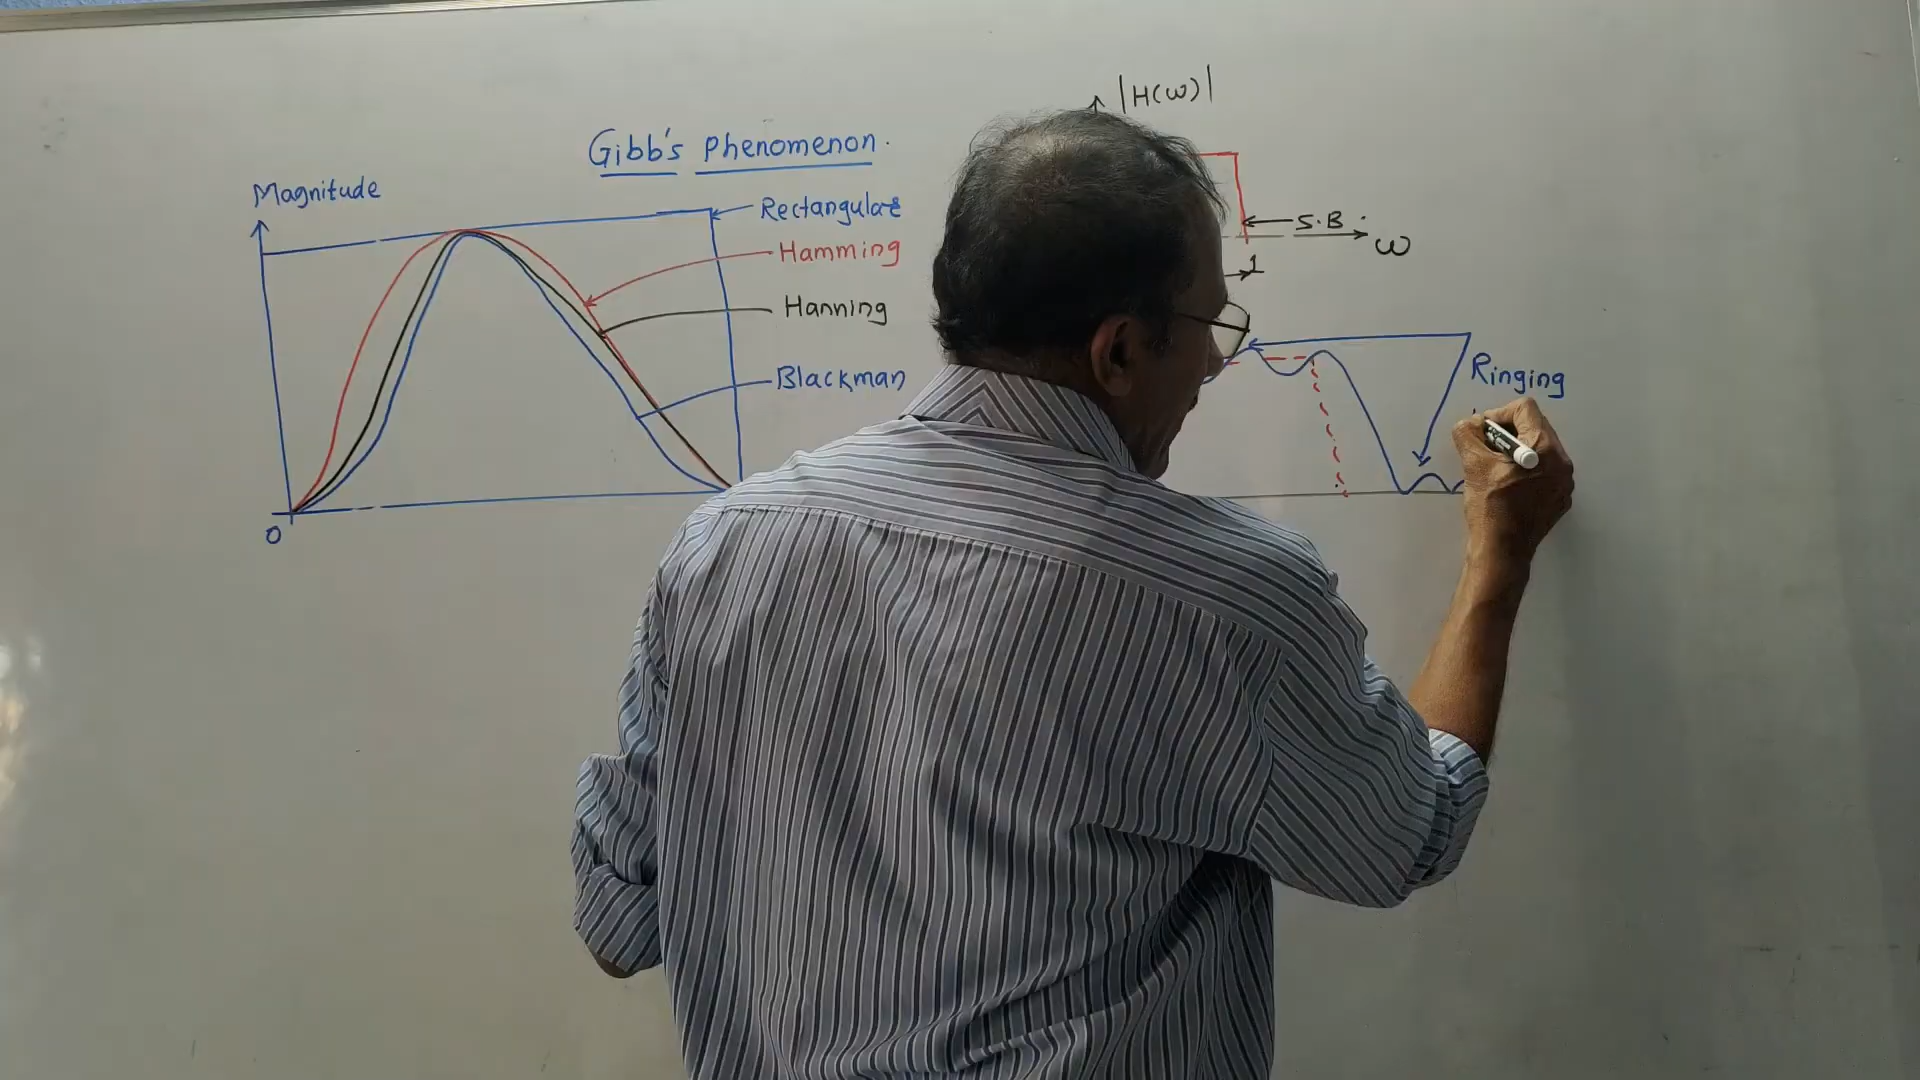 Gibb's Phenomenon.
Magnitude
Rectangular
Hamming
Hanning
Blackman
0
|H(ω)|
S.B.
ω
1
Ringing